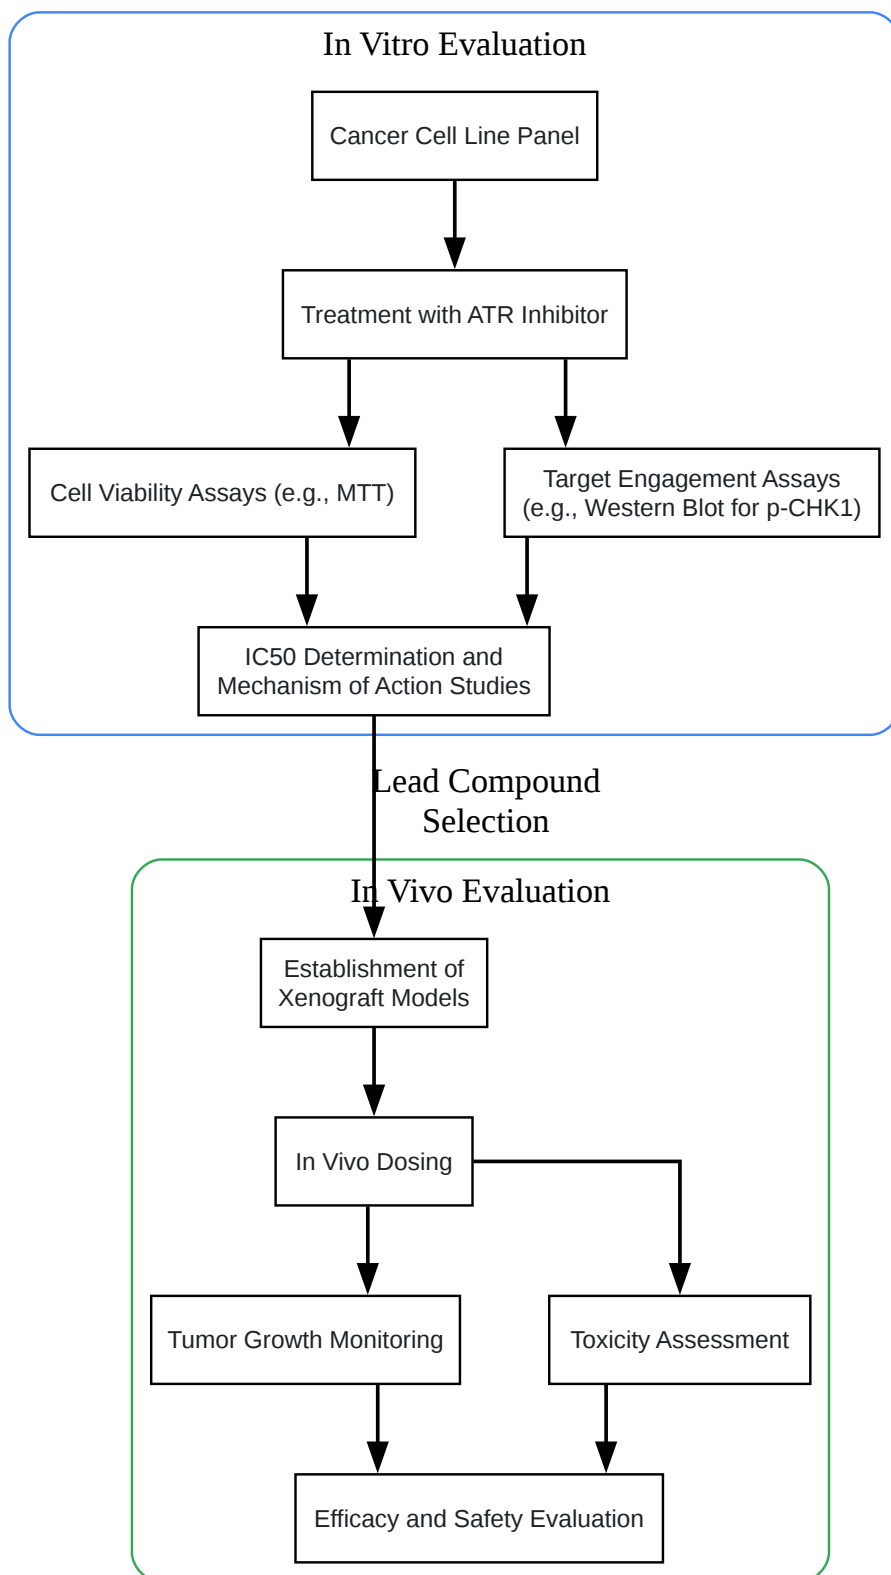 In Vitro Evaluation
Cancer Cell Line Panel
Treatment with ATR Inhibitor
Cell Viability Assays (e.g., MTT)
Target Engagement Assays
(e.g., Western Blot for p-CHK1)
IC50 Determination and
Mechanism of Action Studies
Lead Compound
Selection
In Vivo Evaluation
Establishment of
Xenograft Models
In Vivo Dosing
Tumor Growth Monitoring
Toxicity Assessment
Efficacy and Safety Evaluation